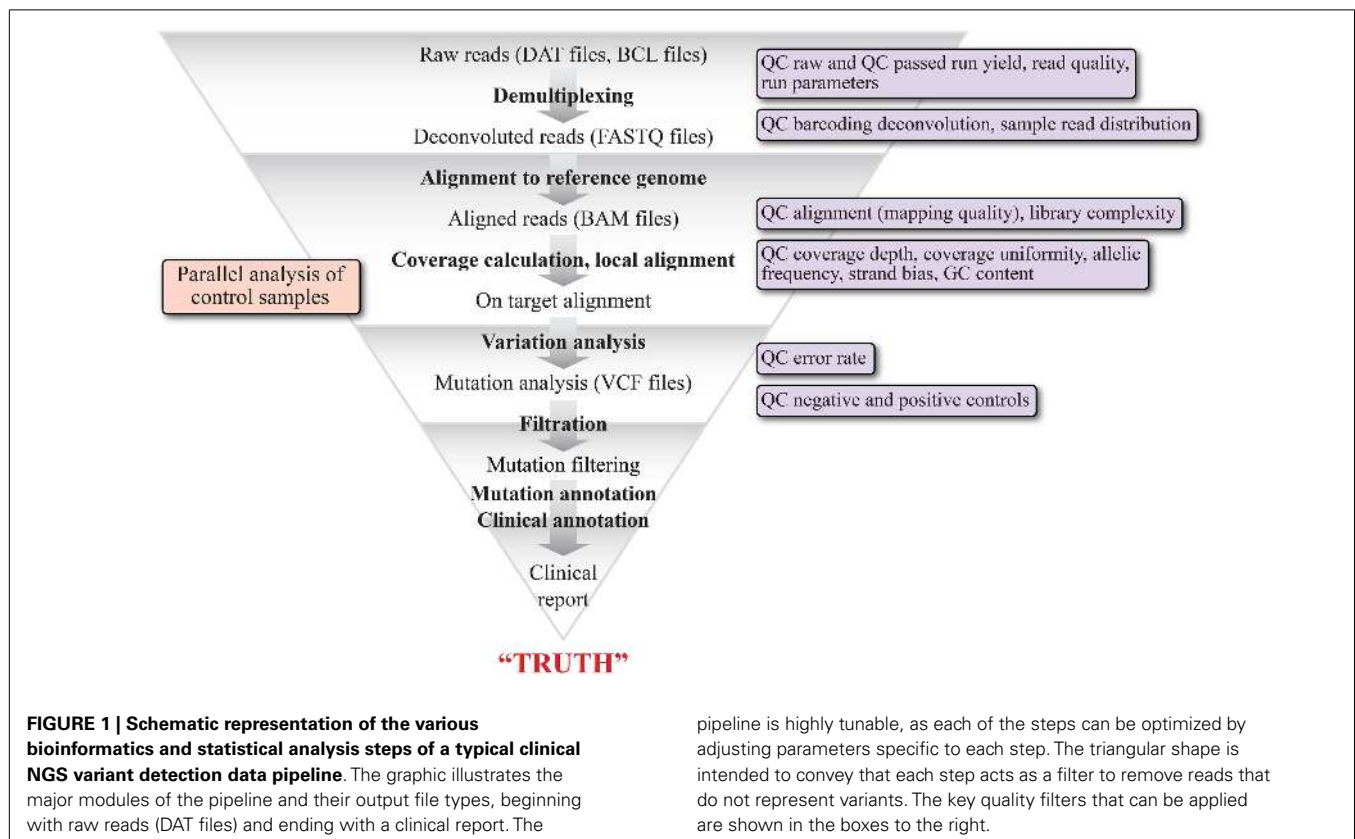 Raw reads (DAT files, BCL files)
Demultiplexing
Deconvoluted reads (FASTQ files)
QC raw and QC passed run yield, read quality,
run parameters
QC barcoding deconvolution, sample read distribution
Alignment to reference genome
Aligned reads (BAM files)
Coverage calculation, local alignment
On target alignment
QC alignment (mapping quality), library complexity
QC coverage depth, coverage uniformity, allelic
frequency, strand bias, GC content
Parallel analysis of
control samples
Variation analysis
Mutation analysis (VCF files)
QC error rate
QC negative and positive controls
Filtration
Mutation filtering
Mutation annotation
Clinical annotation
Clinical
report
“TRUTH”
FIGURE 1 | Schematic representation of the various
bioinformatics and statistical analysis steps of a typical clinical
NGS variant detection data pipeline. The graphic illustrates the
major modules of the pipeline and their output file types, beginning
with raw reads (DAT files) and ending with a clinical report. The
pipeline is highly tunable, as each of the steps can be optimized by
adjusting parameters specific to each step. The triangular shape is
intended to convey that each step acts as a filter to remove reads that
do not represent variants. The key quality filters that can be applied
are shown in the boxes to the right.